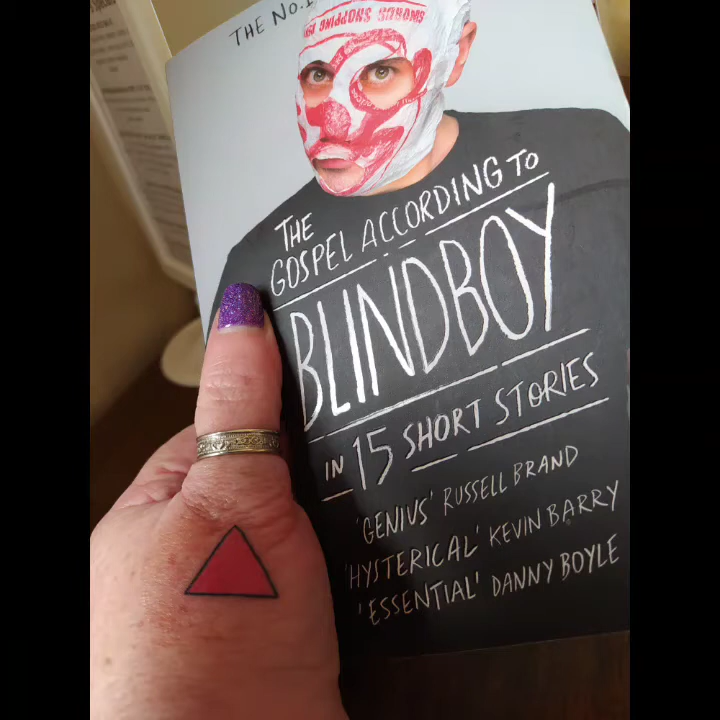 THE NO.1
THE
GOSPEL ACCORDING TO
BLINDBOY
IN 15 SHORT STORIES
'GENIUS' RUSSELL BRAND
'HYSTERICAL' KEVIN BARRY
'ESSENTIAL' DANNY BOYLE